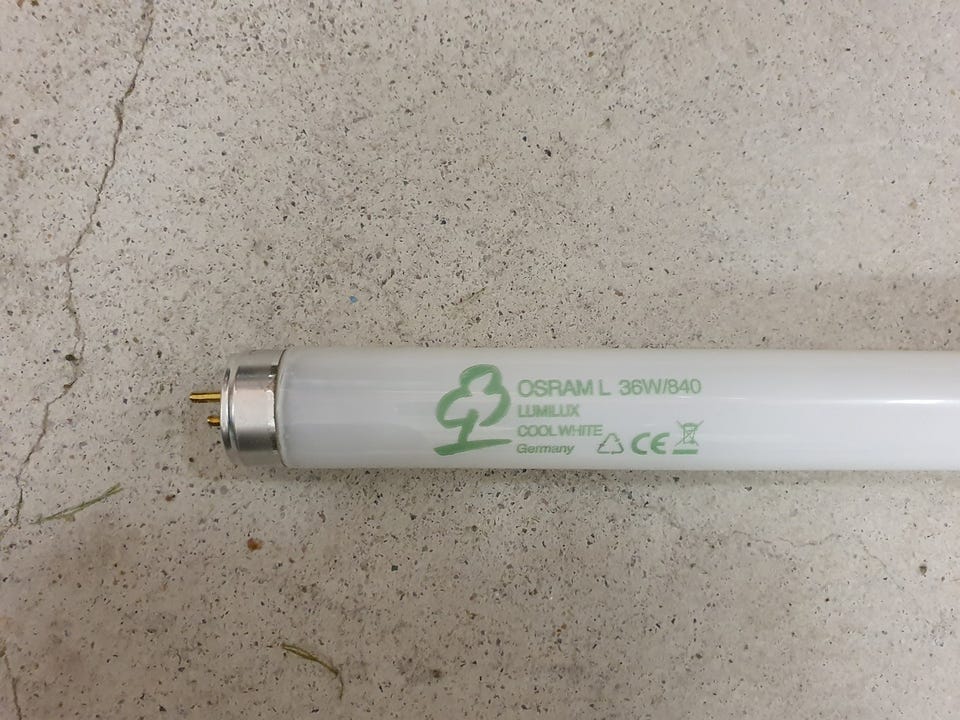 OSRAM L 36W/840
LUMILUX
COOL WHITE
Germany CE